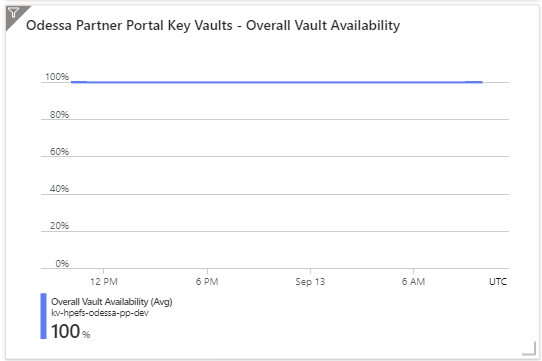 Odessa Partner Portal Key Vaults - Overall Vault Availability
100%
80%
60%
40%
20%
0%
12 PM 6 PM Sep 13 6 AM UTC
Overall Vault Availability (Avg)
kv-hpefs-odessa-pp-dev
100 %